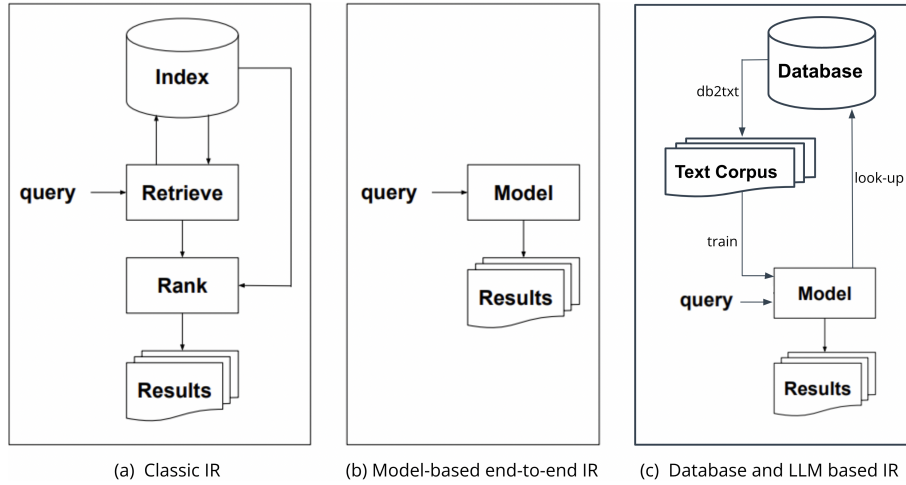 Index
query
Retrieve
Rank
Results
(a) Classic IR
query
Model
Results
(b) Model-based end-to-end IR
Database
db2txt
Text Corpus
look-up
train
query
Model
Results
(c) Database and LLM based IR